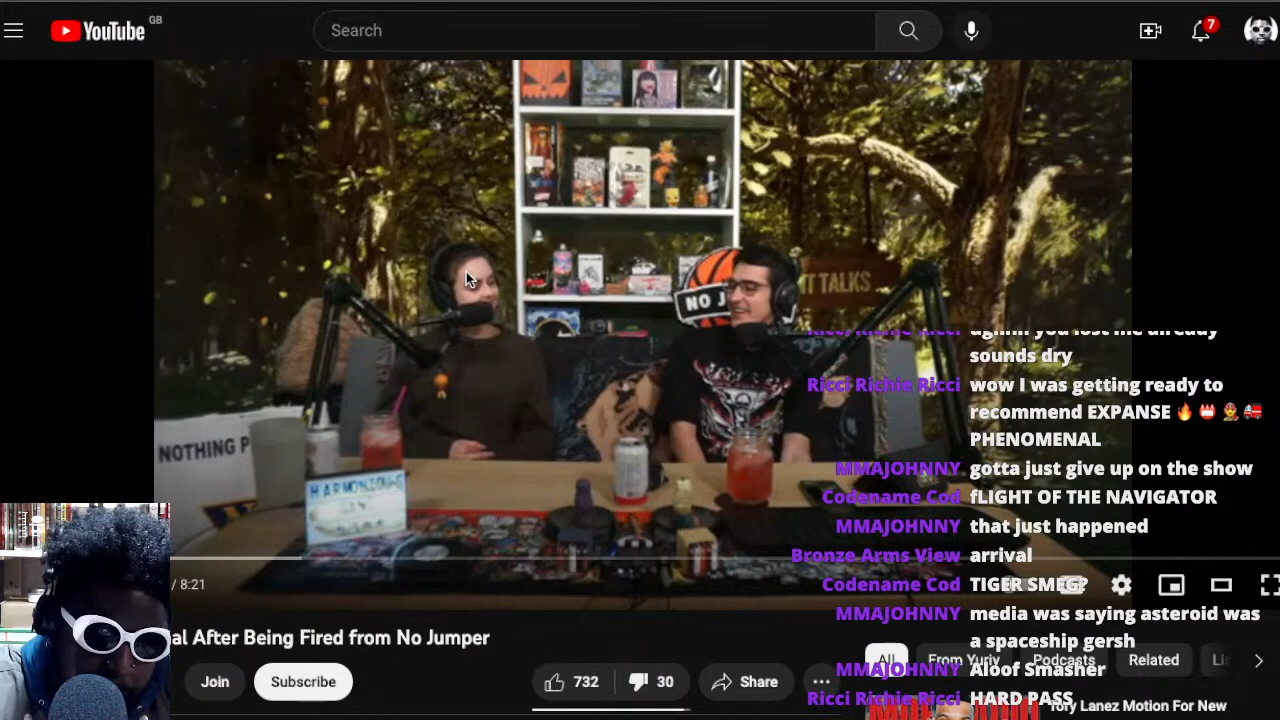 YouTube GB
Search
7
NO J
T TALKS
NOTHING P
HARMONIOUS
sounds dry
Ricci Richie Ricci wow I was getting ready to
recommend EXPANSE 🔥 👹 👩‍🚒 🚒
PHENOMENAL
MMAJOHNNY gotta just give up on the show
Codename Cod fLIGHT OF THE NAVIGATOR
MMAJOHNNY that just happened
Bronze Arms View arrival
Codename Cod TIGER SMEG?
MMAJOHNNY media was saying asteroid was
a spaceship gersh
MMAJOHNNY Aloof Smasher
Ricci Richie Ricci HARD PASS
/ 8:21
al After Being Fired from No Jumper
Join
Subscribe
732
30
Share
All
From Yuriy
Podcasts
Related
Li
Tory Lanez Motion For New